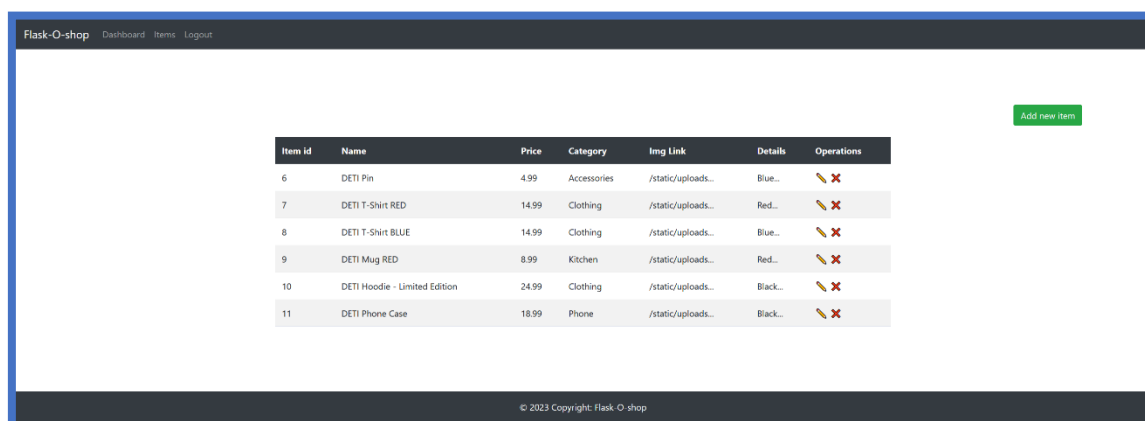 Flask-O-shop Dashboard Items Logout
Add new item
Item id Name Price Category Img Link Details Operations
6 DETI Pin 4.99 Accessories /static/uploads... Blue...
7 DETI T-Shirt RED 14.99 Clothing /static/uploads... Red...
8 DETI T-Shirt BLUE 14.99 Clothing /static/uploads... Blue...
9 DETI Mug RED 8.99 Kitchen /static/uploads... Red...
10 DETI Hoodie - Limited Edition 24.99 Clothing /static/uploads... Black...
11 DETI Phone Case 18.99 Phone /static/uploads... Black...
© 2023 Copyright: Flask-O-shop